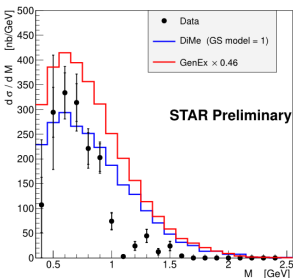 dσ / d M [nb/GeV]
500
450
400
350
300
250
200
150
100
50
0
Data
DiMe (GS model = 1)
GenEx × 0.46
STAR Preliminary
0.5 1 1.5 2 2.5
M [GeV]